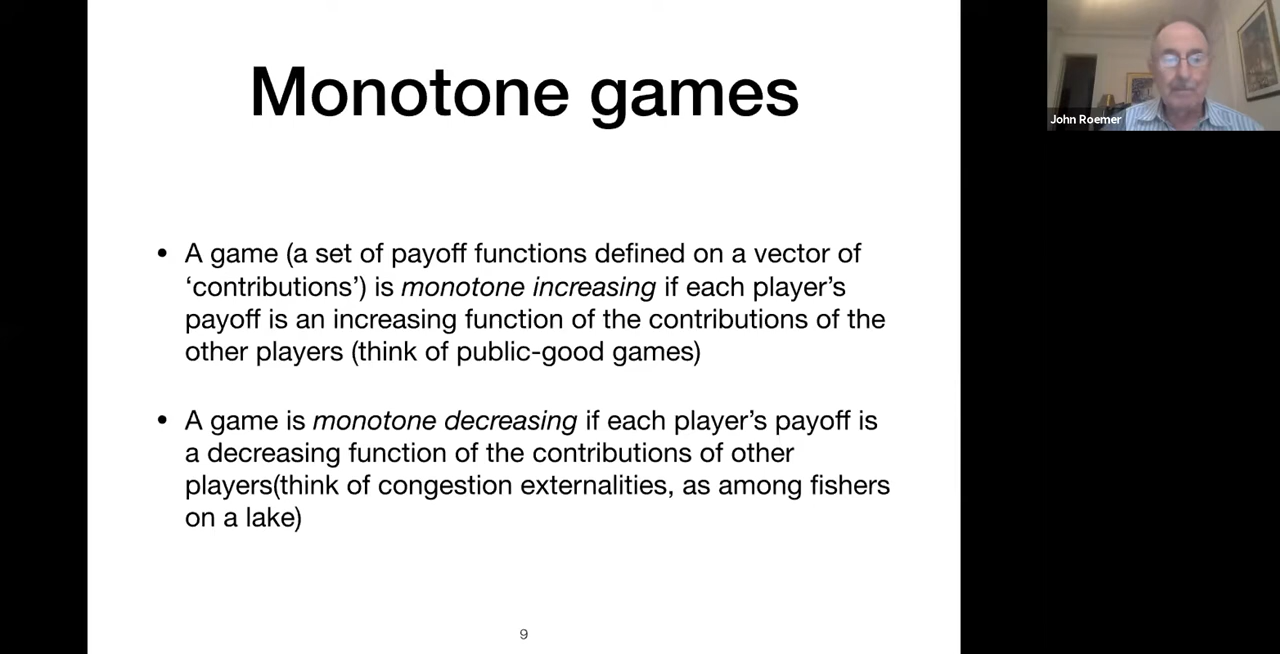 Monotone games
John Roemer
• A game (a set of payoff functions defined on a vector of
‘contributions’) is monotone increasing if each player’s
payoff is an increasing function of the contributions of the
other players (think of public-good games)
• A game is monotone decreasing if each player’s payoff is
a decreasing function of the contributions of other
players(think of congestion externalities, as among fishers
on a lake)
9